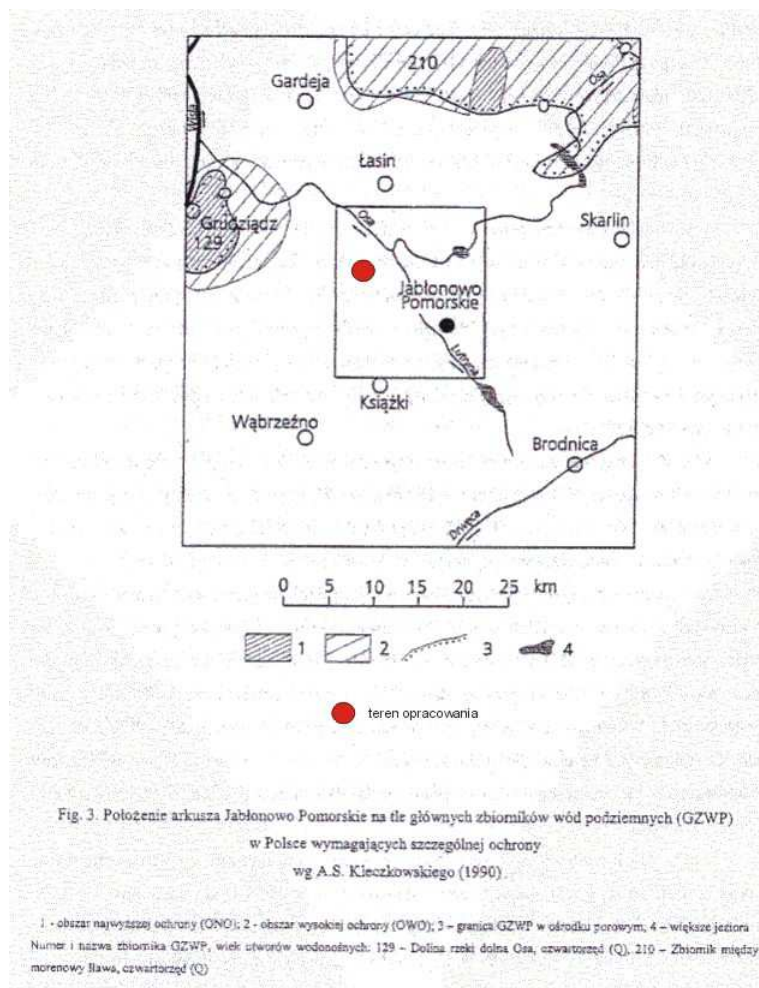 210
Gardeja
Osa
Wisła
Łasin
Grudziądz
129
Osa
Skarlin
Jabłonowo
Pomorskie
Lutryna
Książki
Wąbrzeźno
Brodnica
Drwęca
0 5 10 15 20 25 km
1 2 3 4
teren opracowania
Fig. 3. Położenie arkusza Jabłonowo Pomorskie na tle głównych zbiorników wód podziemnych (GZWP)
w Polsce wymagających szczególnej ochrony
wg A.S. Kleczkowskiego (1990)
1 - obszar najwyższej ochrony (ONO); 2 - obszar wysokiej ochrony (OWO); 3 – granica GZWP w ośrodku porowym; 4 – większe jeziora
Numer i nazwa zbiornika GZWP, wiek utworów wodonośnych: 129 – Dolina rzeki dolna Osa, czwartorzęd (Q), 210 – Zbiornik między
morenowy Iława, czwartorzęd (Q)